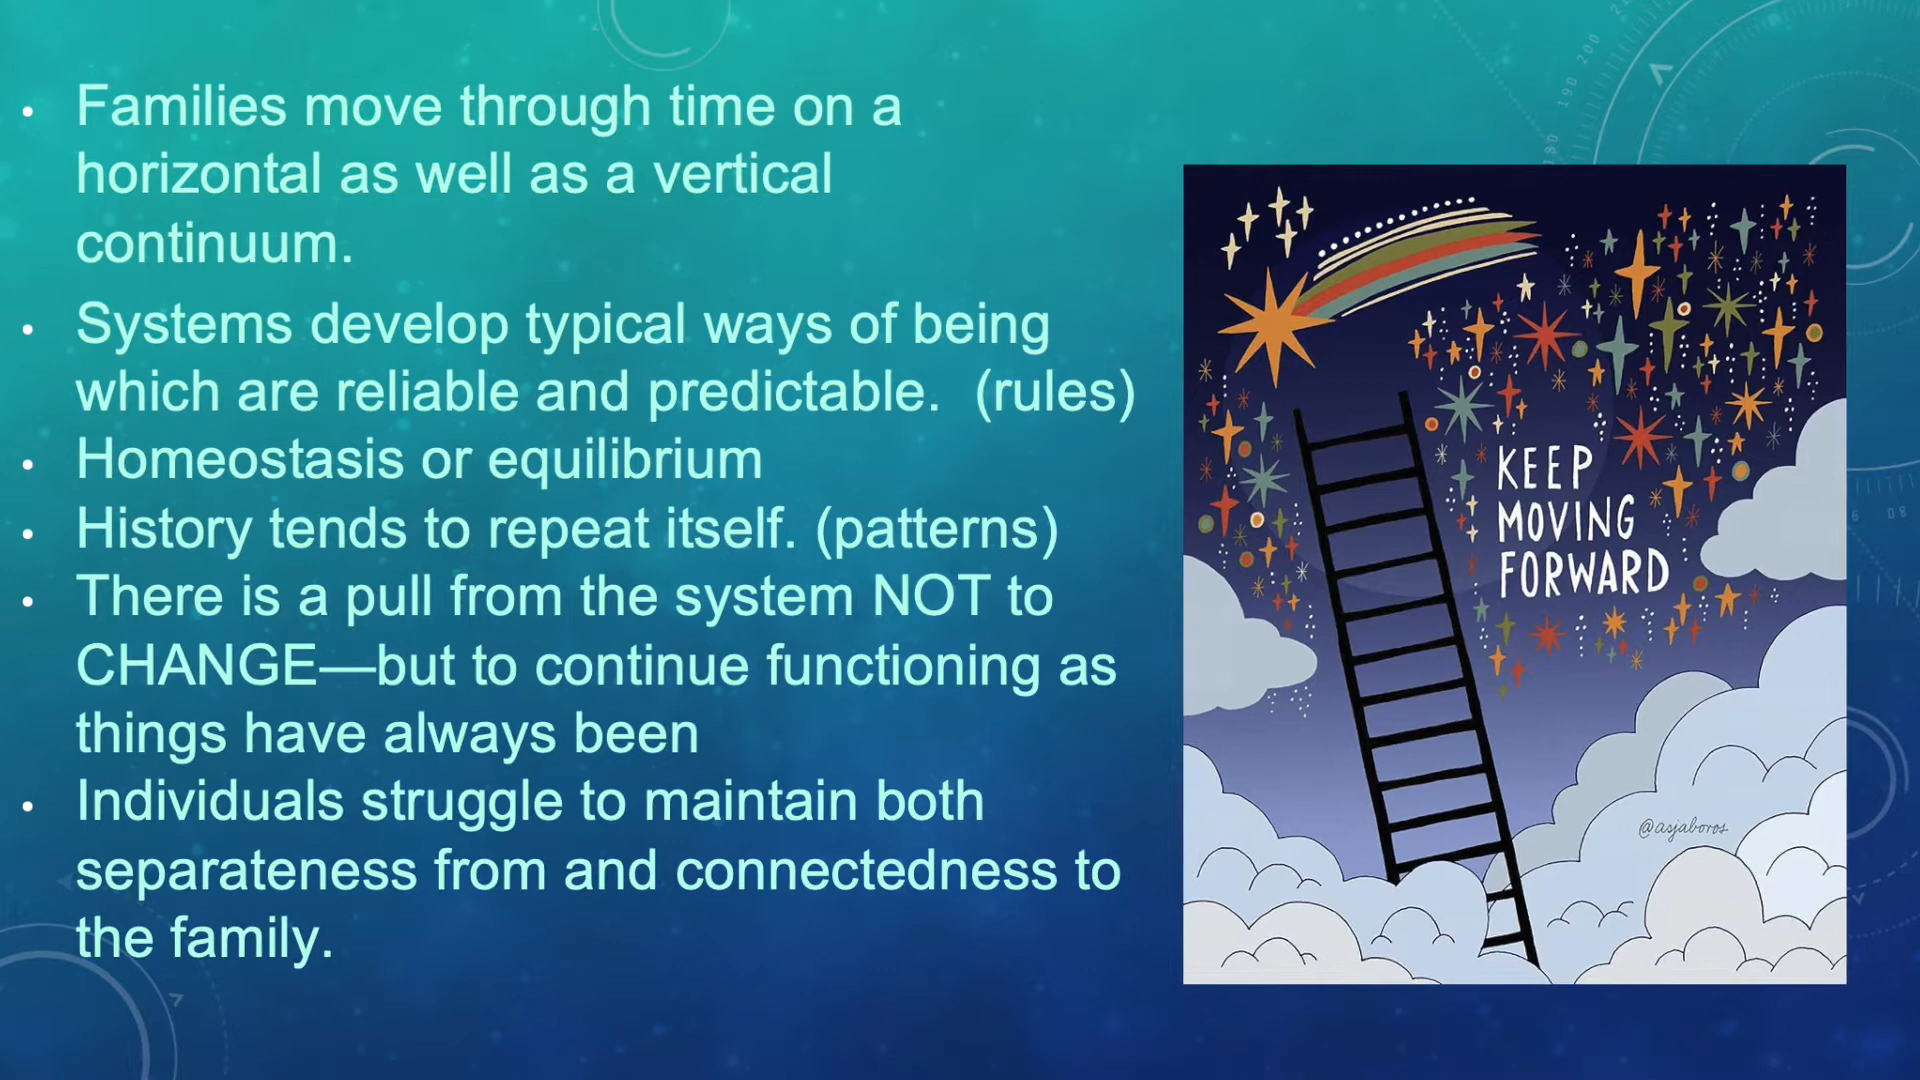 • Families move through time on a
horizontal as well as a vertical
continuum.
• Systems develop typical ways of being
which are reliable and predictable.  (rules)
• Homeostasis or equilibrium
• History tends to repeat itself. (patterns)
• There is a pull from the system NOT to
CHANGE—but to continue functioning as
things have always been
• Individuals struggle to maintain both
separateness from and connectedness to
the family.
KEEP
MOVING
FORWARD
@asjaboros
180 190 200